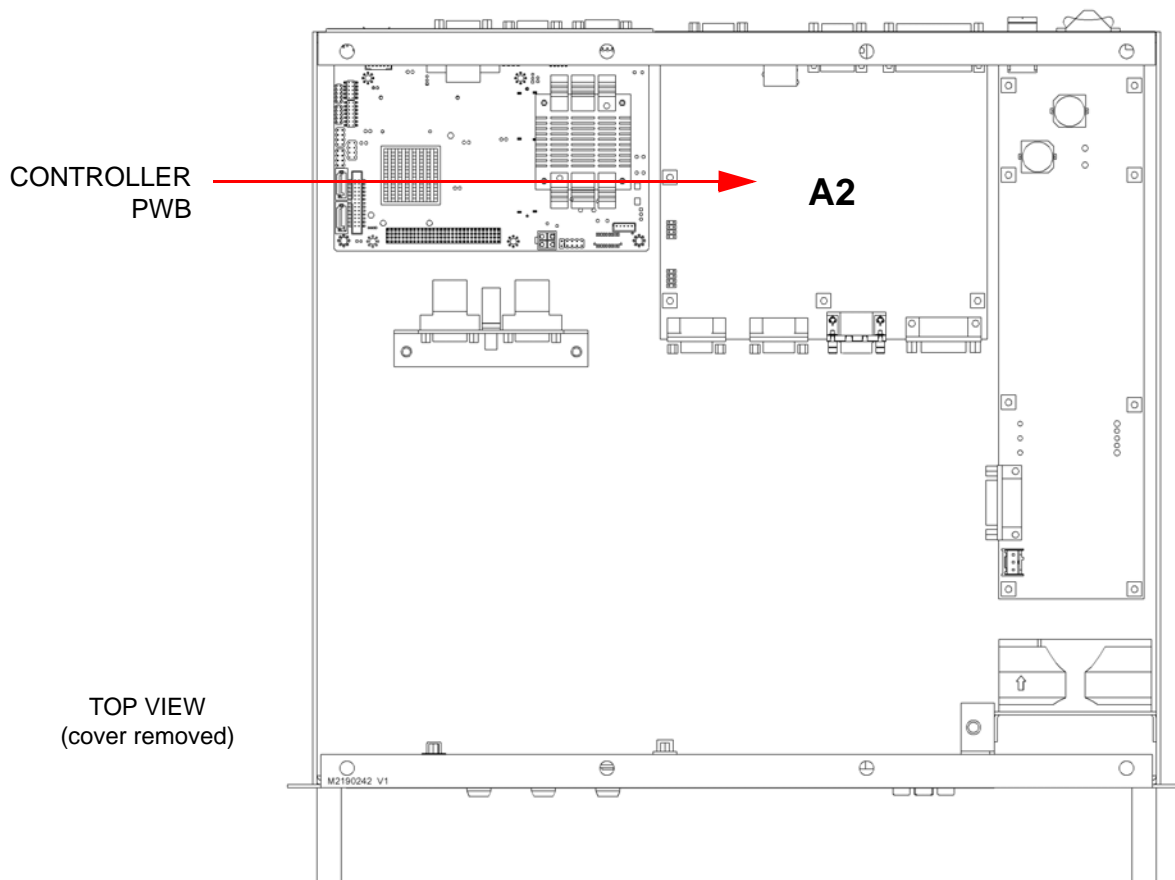 CONTROLLER
PWB
A2
TOP VIEW
(cover removed)
M2190242 V1